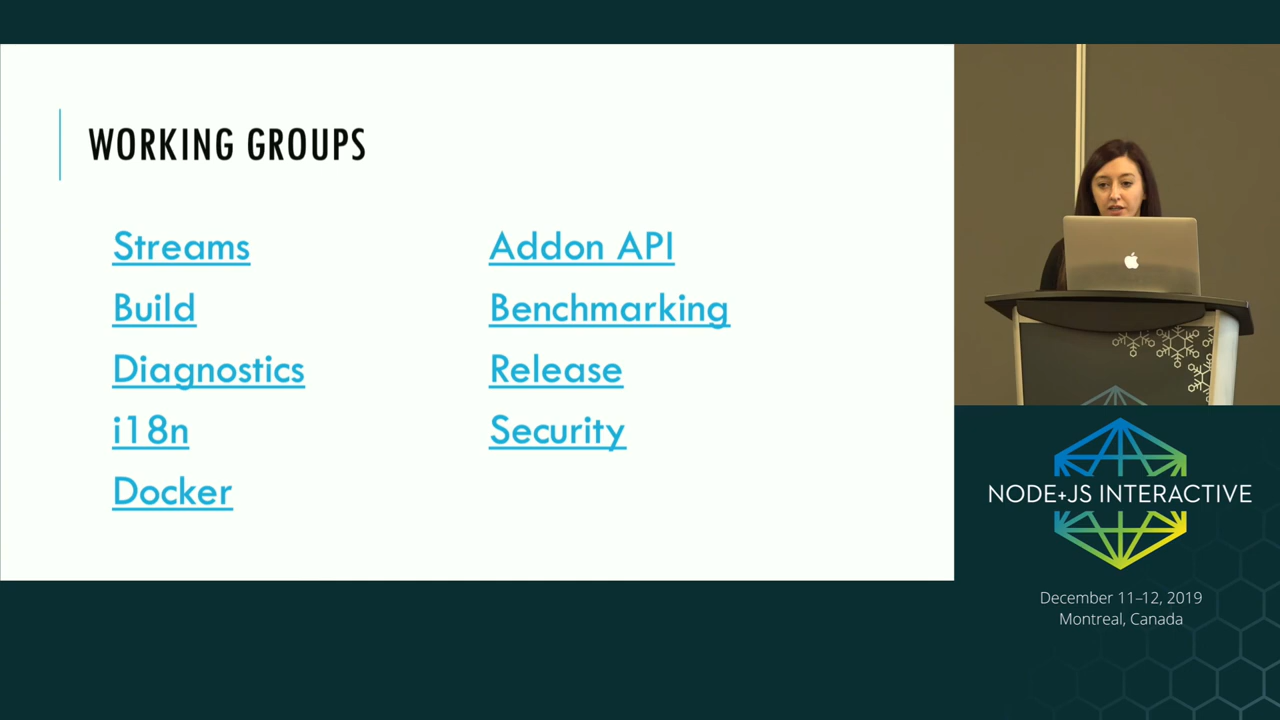 WORKING GROUPS
Streams
Build
Diagnostics
i18n
Docker
Addon API
Benchmarking
Release
Security
NODE+JS INTERACTIVE
December 11–12, 2019
Montreal, Canada